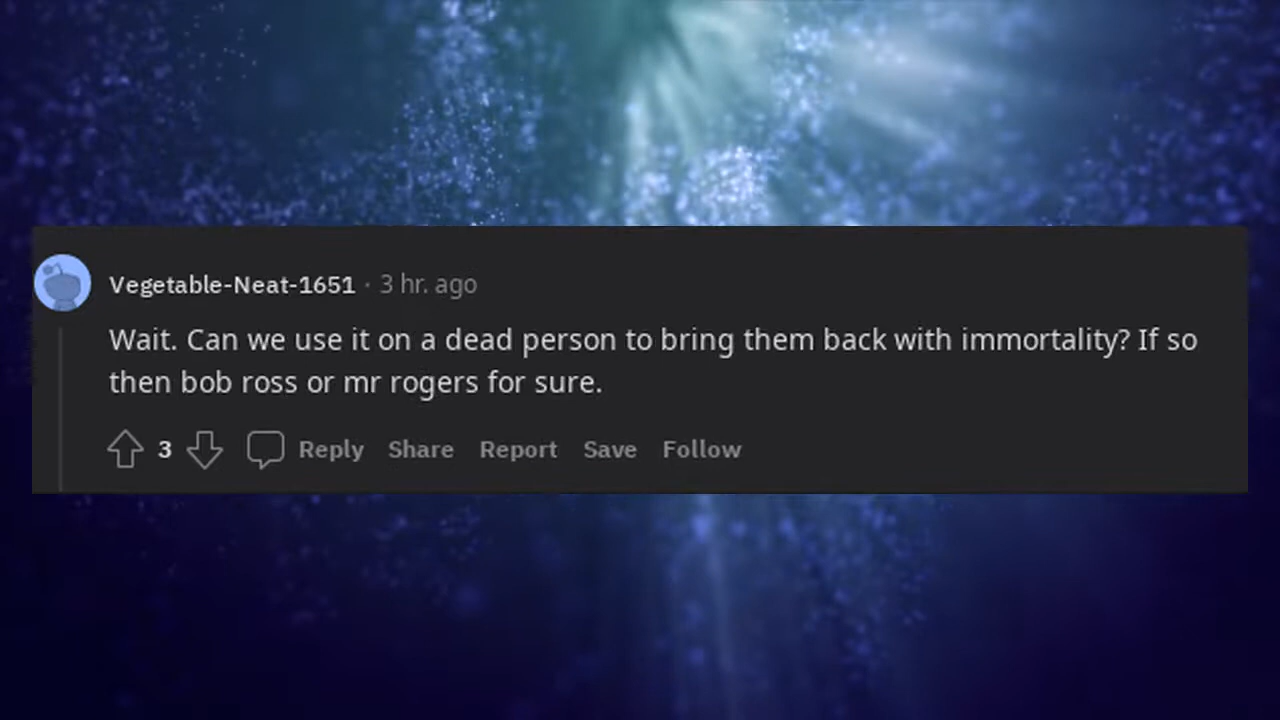 Vegetable-Neat-1651 · 3 hr. ago
Wait. Can we use it on a dead person to bring them back with immortality? If so
then bob ross or mr rogers for sure.
3 Reply Share Report Save Follow